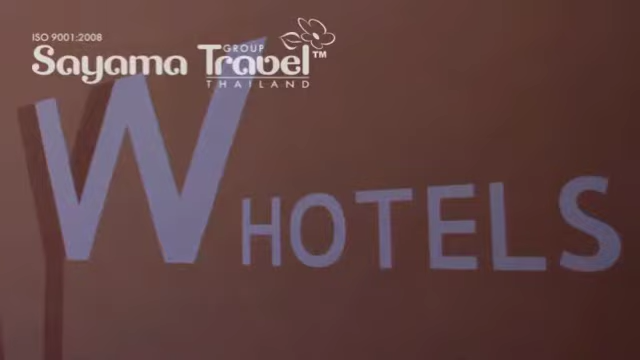 ISO 9001:2008
Sayama Travel™
GROUP
THAILAND
W HOTELS